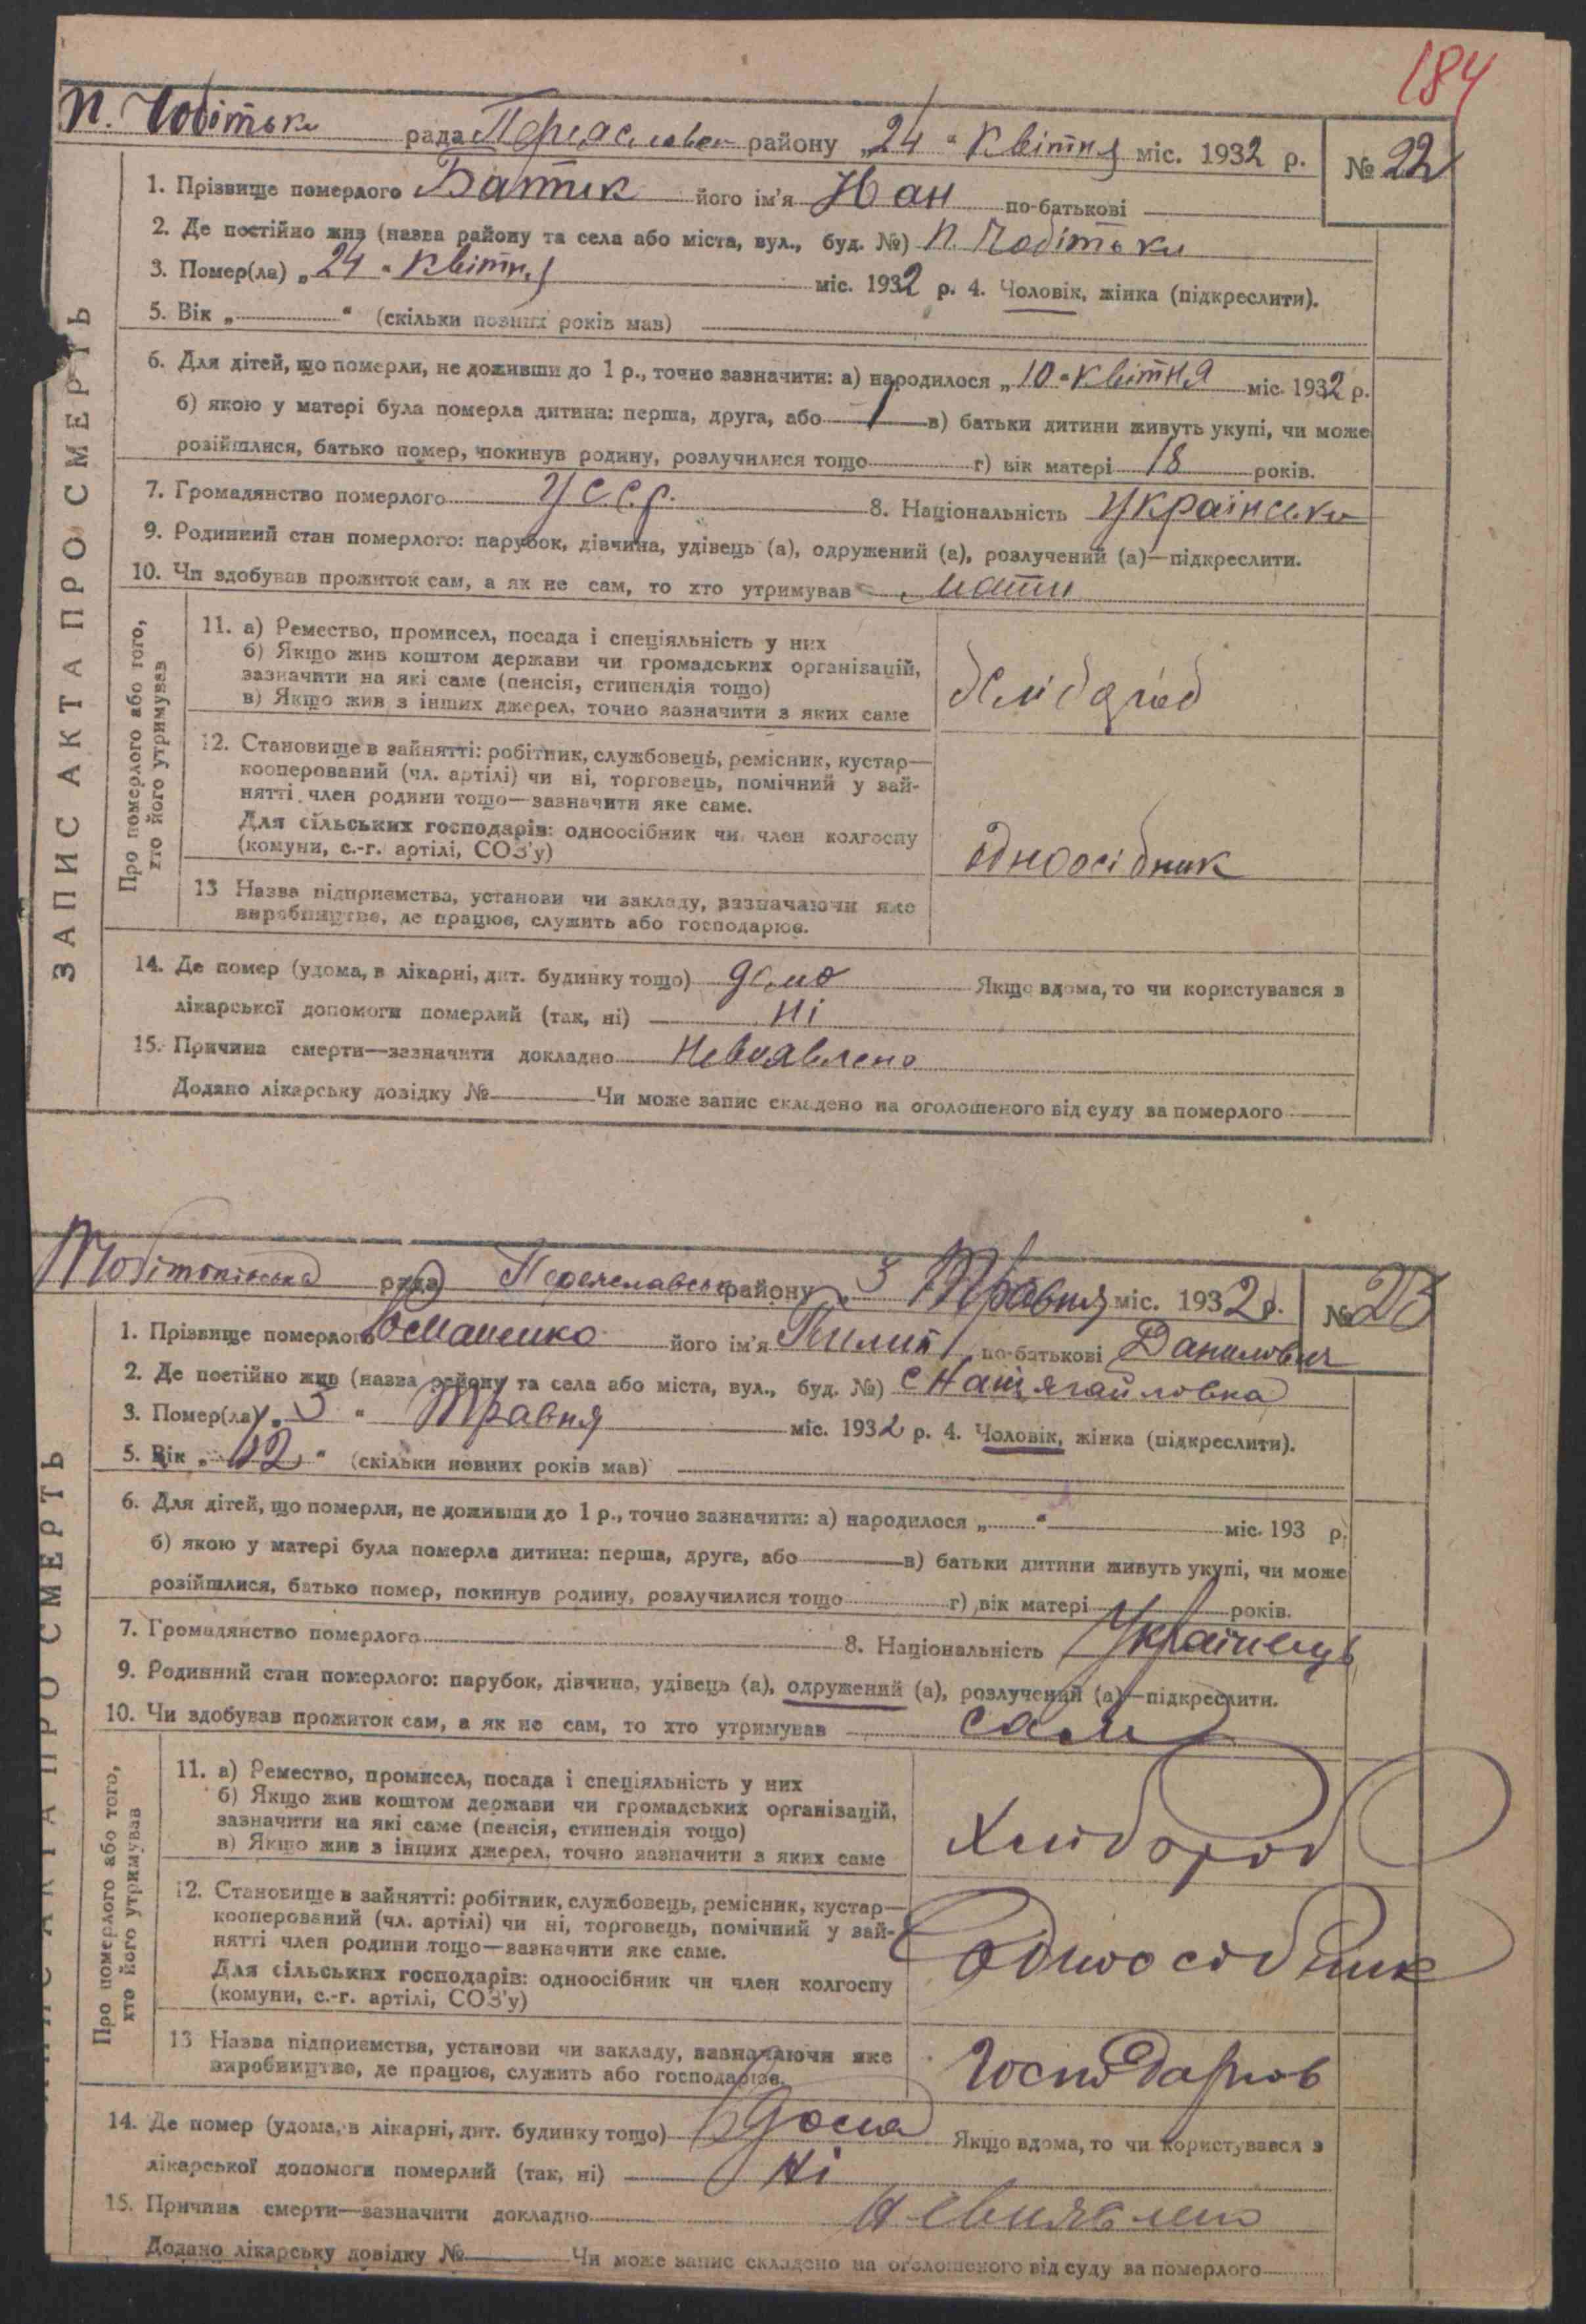 184
П. Чобітьки рада Переяславськ району „24“ Квітня міс. 1932 р. № 22
ЗАПИС АКТА ПРО СМЕРТЬ
1. Прізвище померлого Батик його ім'я Иван по-батькові
2. Де постійно жив (назва району та села або міста, вул., буд. №) П. Чобітьки
3. Помер(ла) „24“ Квітня міс. 1932 р. 4. Чоловік, жінка (підкреслити).
5. Вік „ “ (скільки повних років мав)
6. Для дітей, що померли, не доживши до 1 р., точно зазначити: а) народилося „10“ Квітня міс. 1932 р.
б) якою у матері була померла дитина: перша, друга, або 1 в) батьки дитини живуть укупі, чи може
розійшлися, батько помер, покинув родину, розлучилися тощо г) вік матері 18 років.
7. Громадянство померлого УССР. 8. Національність Українськ
9. Родинний стан померлого: парубок, дівчина, удівець (а), одружений (а), розлучений (а)—підкреслити.
10. Чи здобував прожиток сам, а як не сам, то хто утримував мати
Про померлого або того,
хто його утримував
11. а) Ремество, промисел, посада і спеціяльність у них
б) Якщо жив коштом держави чи громадських організацій,
зазначити на які саме (пенсія, стипендія тощо)
в) Якщо жив з інших джерел, точно зазначити з яких саме
12. Становище в зайнятті: робітник, службовець, ремісник, кустар—
кооперований (чл. артілі) чи ні, торговець, помічний у зай-
нятті член родини тощо—зазначити яке саме.
Для сільських господарів: одноосібник чи член колгоспу
(комуни, с.-г. артілі, СОЗ'у)
одноосібник
13 Назва підприємства, установи чи закладу, зазначаючи яке
виробництво, де працює, служить або господарює.
14. Де помер (удома, в лікарні, дит. будинку тощо) дома Якщо вдома, то чи користувався з
лікарської допомоги померлий (так, ні) Ні
15. Причина смерти—зазначити докладно Невиявлено
Додано лікарську довідку № Чи може запис складено на оголошеного від суду за померлого
рада Переяславськ району „3 Травня міс. 1932 р. № 23
ЗАПИС АКТА ПРО СМЕРТЬ
1. Прізвище померлого його ім'я Пилип по-батькові Данилович
2. Де постійно жив (назва району та села або міста, вул., буд. №) с
3. Помер(ла) „3“ Травня міс. 1932 р. 4. Чоловік, жінка (підкреслити).
5. Вік „ “ (скільки повних років мав)
6. Для дітей, що померли, не доживши до 1 р., точно зазначити: а) народилося „ “ міс. 193 р.
б) якою у матері була померла дитина: перша, друга, або в) батьки дитини живуть укупі, чи може
розійшлися, батько помер, покинув родину, розлучилися тощо г) вік матері років.
7. Громадянство померлого 8. Національність Українець
9. Родинний стан померлого: парубок, дівчина, удівець (а), одружений (а), розлучений (а)—підкреслити.
10. Чи здобував прожиток сам, а як не сам, то хто утримував сам
Про померлого або того,
хто його утримував
11. а) Ремество, промисел, посада і спеціяльність у них
б) Якщо жив коштом держави чи громадських організацій,
зазначити на які саме (пенсія, стипендія тощо)
в) Якщо жив з інших джерел, точно зазначити з яких саме
Хлібороб
12. Становище в зайнятті: робітник, службовець, ремісник, кустар—
кооперований (чл. артілі) чи ні, торговець, помічний у зай-
нятті член родини тощо—зазначити яке саме.
Для сільських господарів: одноосібник чи член колгоспу
(комуни, с.-г. артілі, СОЗ'у)
Одноосібник
13 Назва підприємства, установи чи закладу, зазначаючи яке
виробництво, де працює, служить або господарює.
14. Де помер (удома, в лікарні, дит. будинку тощо) Вдома Якщо вдома, то чи користувався з
лікарської допомоги померлий (так, ні) Ні
15. Причина смерти—зазначити докладно невиявлено
Додано лікарську довідку № Чи може запис складено на оголошеного від суду за померлого